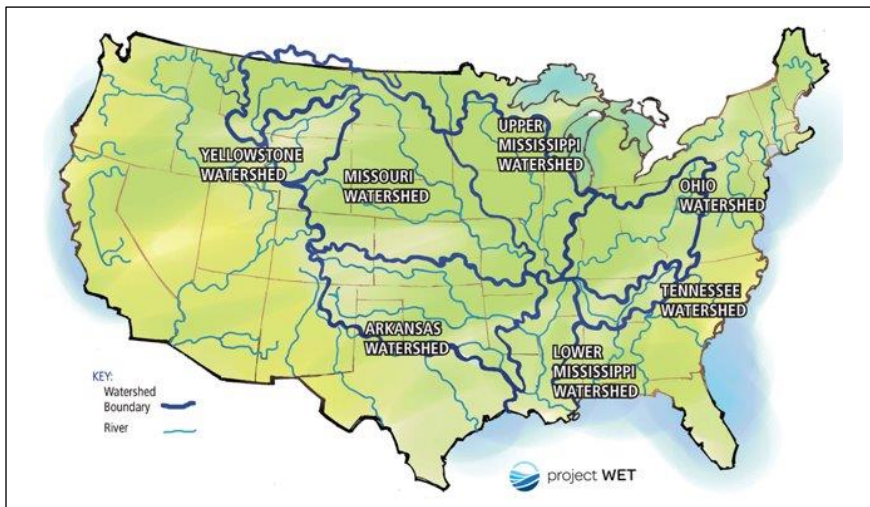 UPPER
MISSISSIPPI
WATERSHED
YELLOWSTONE
WATERSHED
MISSOURI
WATERSHED
OHIO
WATERSHED
TENNESSEE
WATERSHED
ARKANSAS
WATERSHED
LOWER
MISSISSIPPI
WATERSHED
KEY:
Watershed
Boundary
River
project WET